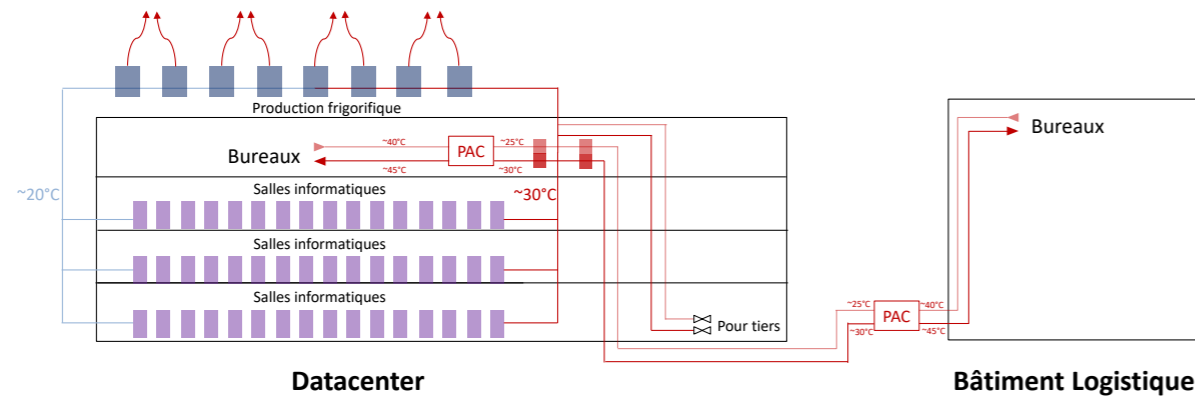 Production frigorifique
Bureaux
~40°C
~25°C
PAC
~45°C
~30°C
~20°C
Salles informatiques
~30°C
Salles informatiques
Salles informatiques
Pour tiers
Bureaux
~25°C
~40°C
PAC
~30°C
~45°C
Datacenter
Bâtiment Logistique